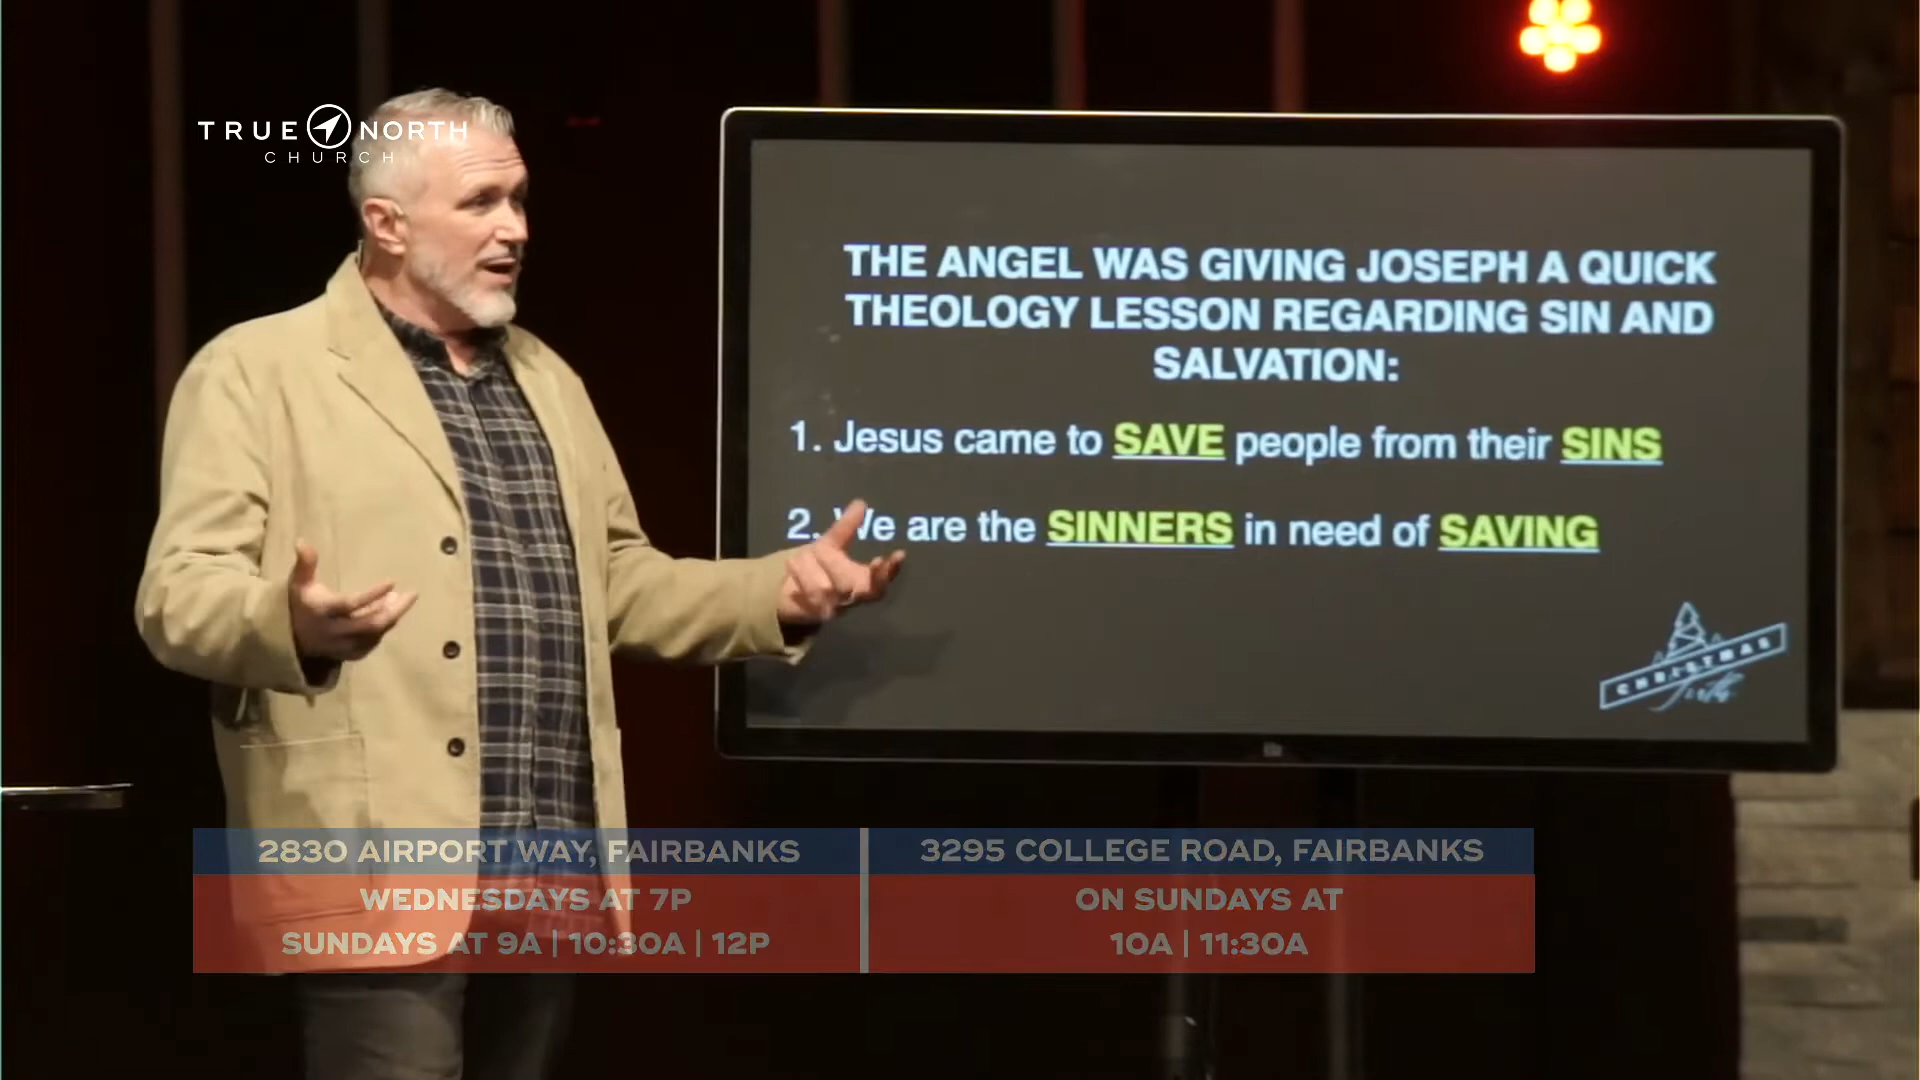 TRUE NORTH
CHURCH
THE ANGEL WAS GIVING JOSEPH A QUICK
THEOLOGY LESSON REGARDING SIN AND
SALVATION:
1. Jesus came to SAVE people from their SINS
2. We are the SINNERS in need of SAVING
CHRISTMAS
2830 AIRPORT WAY, FAIRBANKS
WEDNESDAYS AT 7P
SUNDAYS AT 9A | 10:30A | 12P
3295 COLLEGE ROAD, FAIRBANKS
ON SUNDAYS AT
10A | 11:30A